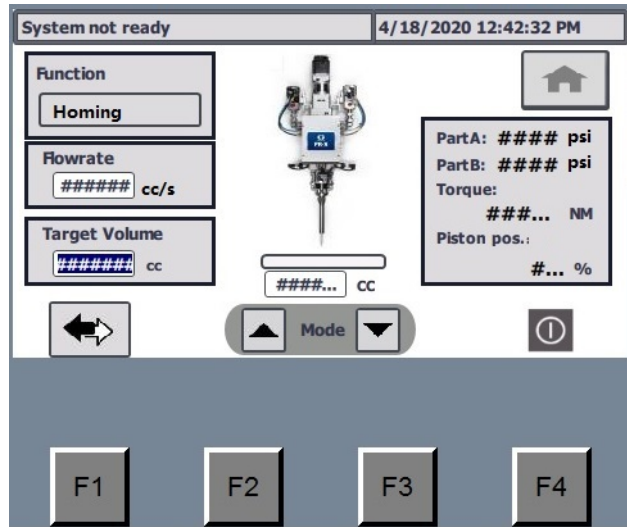 System not ready
4/18/2020 12:42:32 PM
Function
Homing
Flowrate
###### cc/s
Target Volume
####### cc
PR-X
####... cc
PartA: #### psi
PartB: #### psi
Torque:
###... NM
Piston pos.:
#... %
Mode
F1
F2
F3
F4